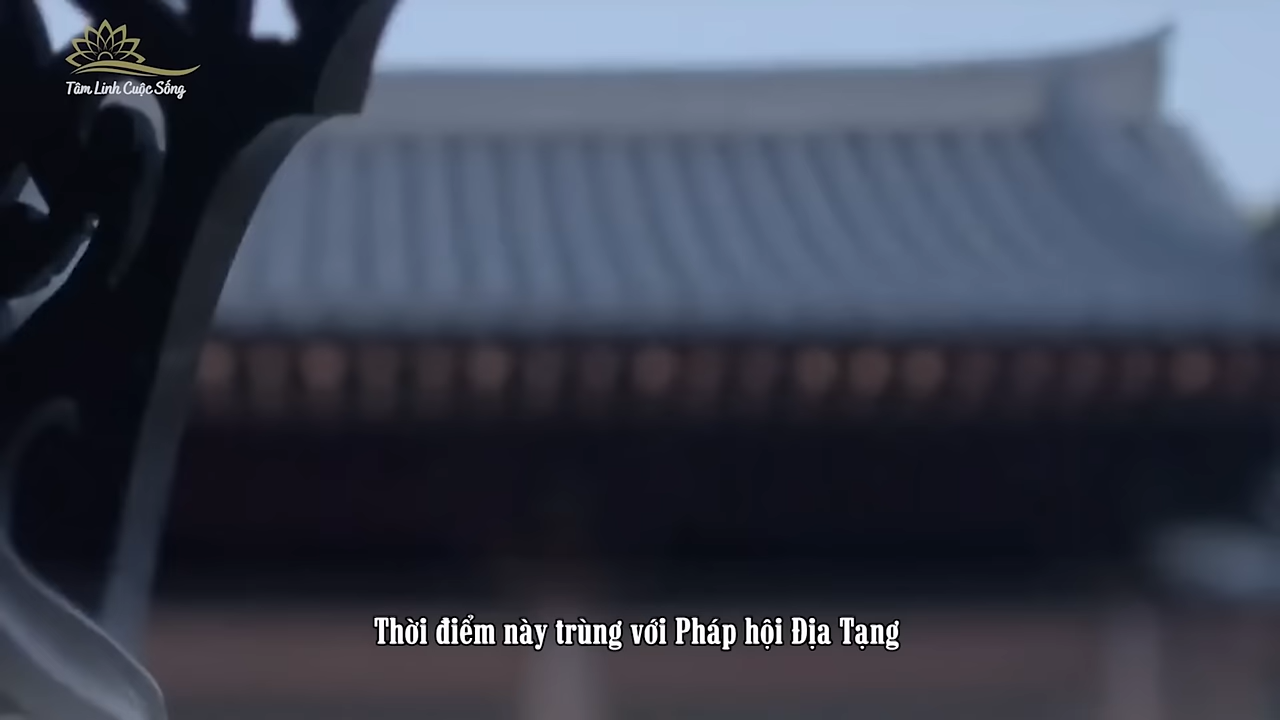 Tâm Linh Cuộc Sống
Thời điểm này trùng với Pháp hội Địa Tạng